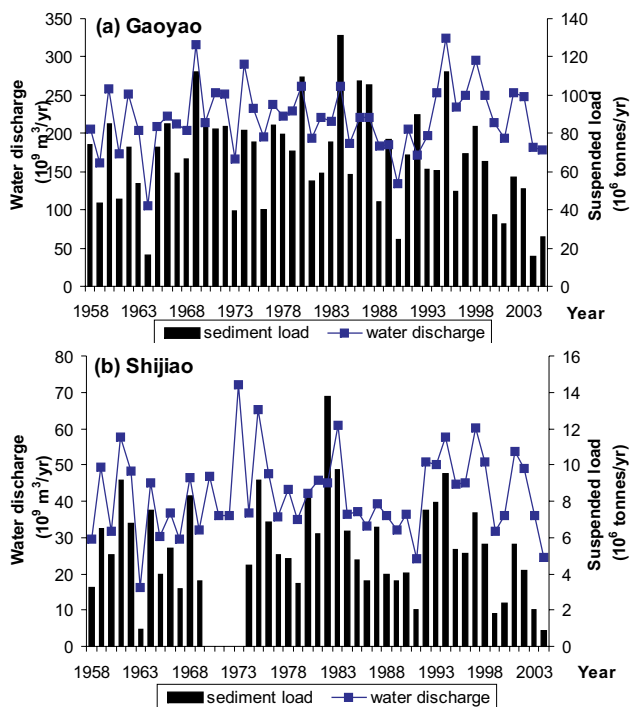 (a) Gaoyao
350
300
250
200
150
100
50
0
Water discharge
(10⁹ m³/yr)
140
120
100
80
60
40
20
0
Suspended load
(10⁶ tonnes/yr)
1958 1963 1968 1973 1978 1983 1988 1993 1998 2003 Year
sediment load water discharge
(b) Shijiao
80
70
60
50
40
30
20
10
0
Water discharge
(10⁹ m³/yr)
16
14
12
10
8
6
4
2
0
Suspended load
(10⁶ tonnes/yr)
1958 1963 1968 1973 1978 1983 1988 1993 1998 2003 Year
sediment load water discharge